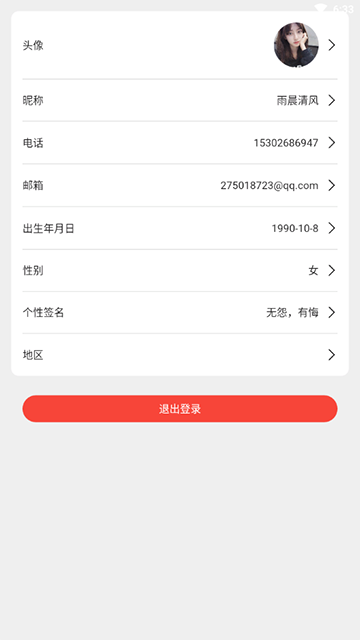 6:33
头像
昵称 雨晨清风
电话 15302686947
邮箱 275018723@qq.com
出生年月日 1990-10-8
性别 女
个性签名 无怨，有悔
地区
退出登录